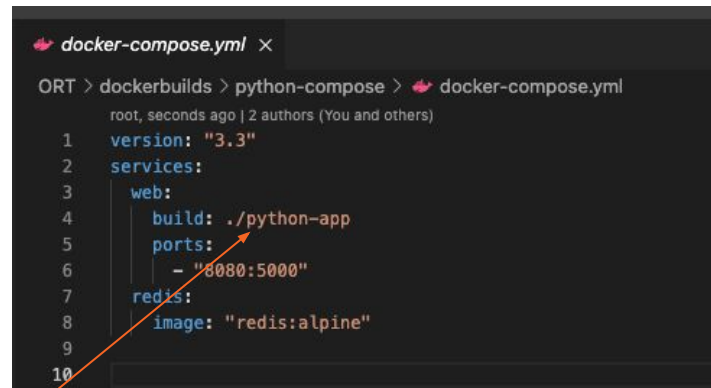 docker-compose.yml ×
ORT > dockerbuilds > python-compose > docker-compose.yml
root, seconds ago | 2 authors (You and others)
1 version: "3.3"
2 services:
3 web:
4 build: ./python-app
5 ports:
6 - "8080:5000"
7 redis:
8 image: "redis:alpine"
9
10